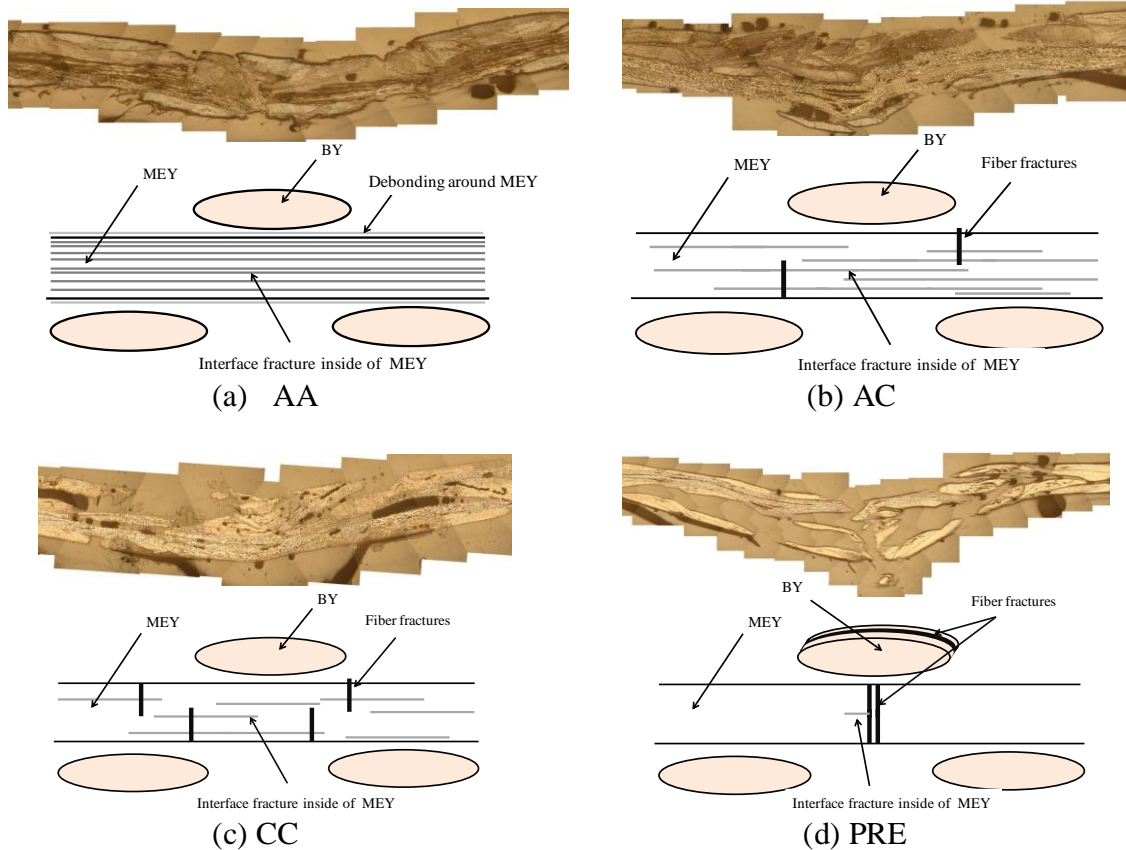 BY
MEY
Debonding around MEY
Interface fracture inside of MEY
(a) AA
BY
MEY
Fiber fractures
Interface fracture inside of MEY
(b) AC
BY
MEY
Fiber fractures
Interface fracture inside of MEY
(c) CC
BY
MEY
Fiber fractures
Interface fracture inside of MEY
(d) PRE